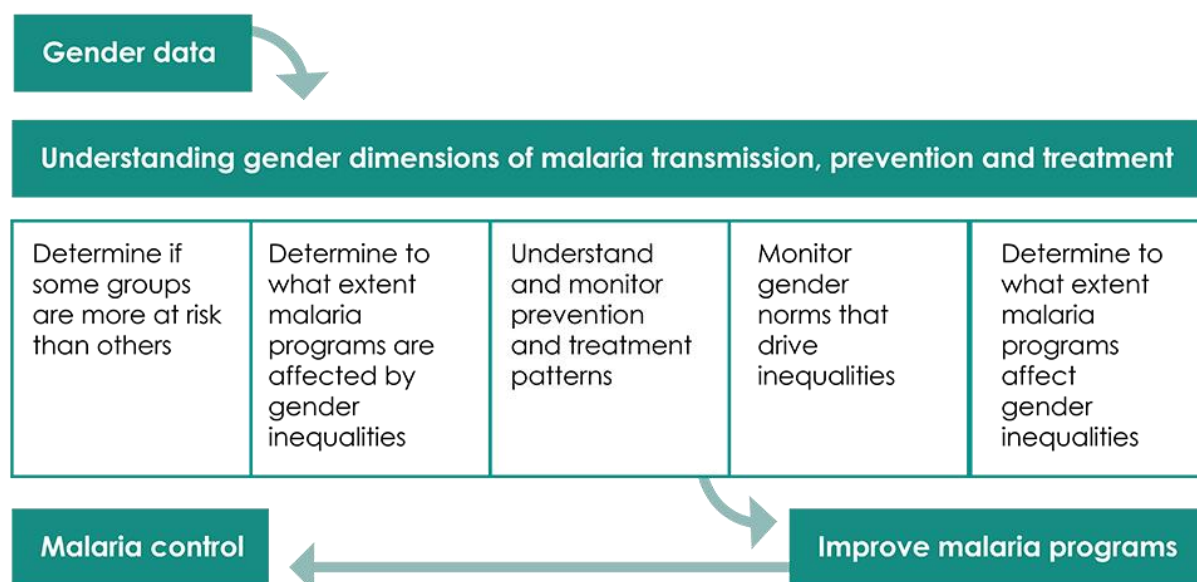 Gender data
Understanding gender dimensions of malaria transmission, prevention and treatment
Determine if
some groups
are more at risk
than others
Determine to
what extent
malaria
programs are
affected by
gender
inequalities
Understand
and monitor
prevention
and treatment
patterns
Monitor
gender
norms that
drive
inequalities
Determine to
what extent
malaria
programs
affect
gender
inequalities
Malaria control
Improve malaria programs